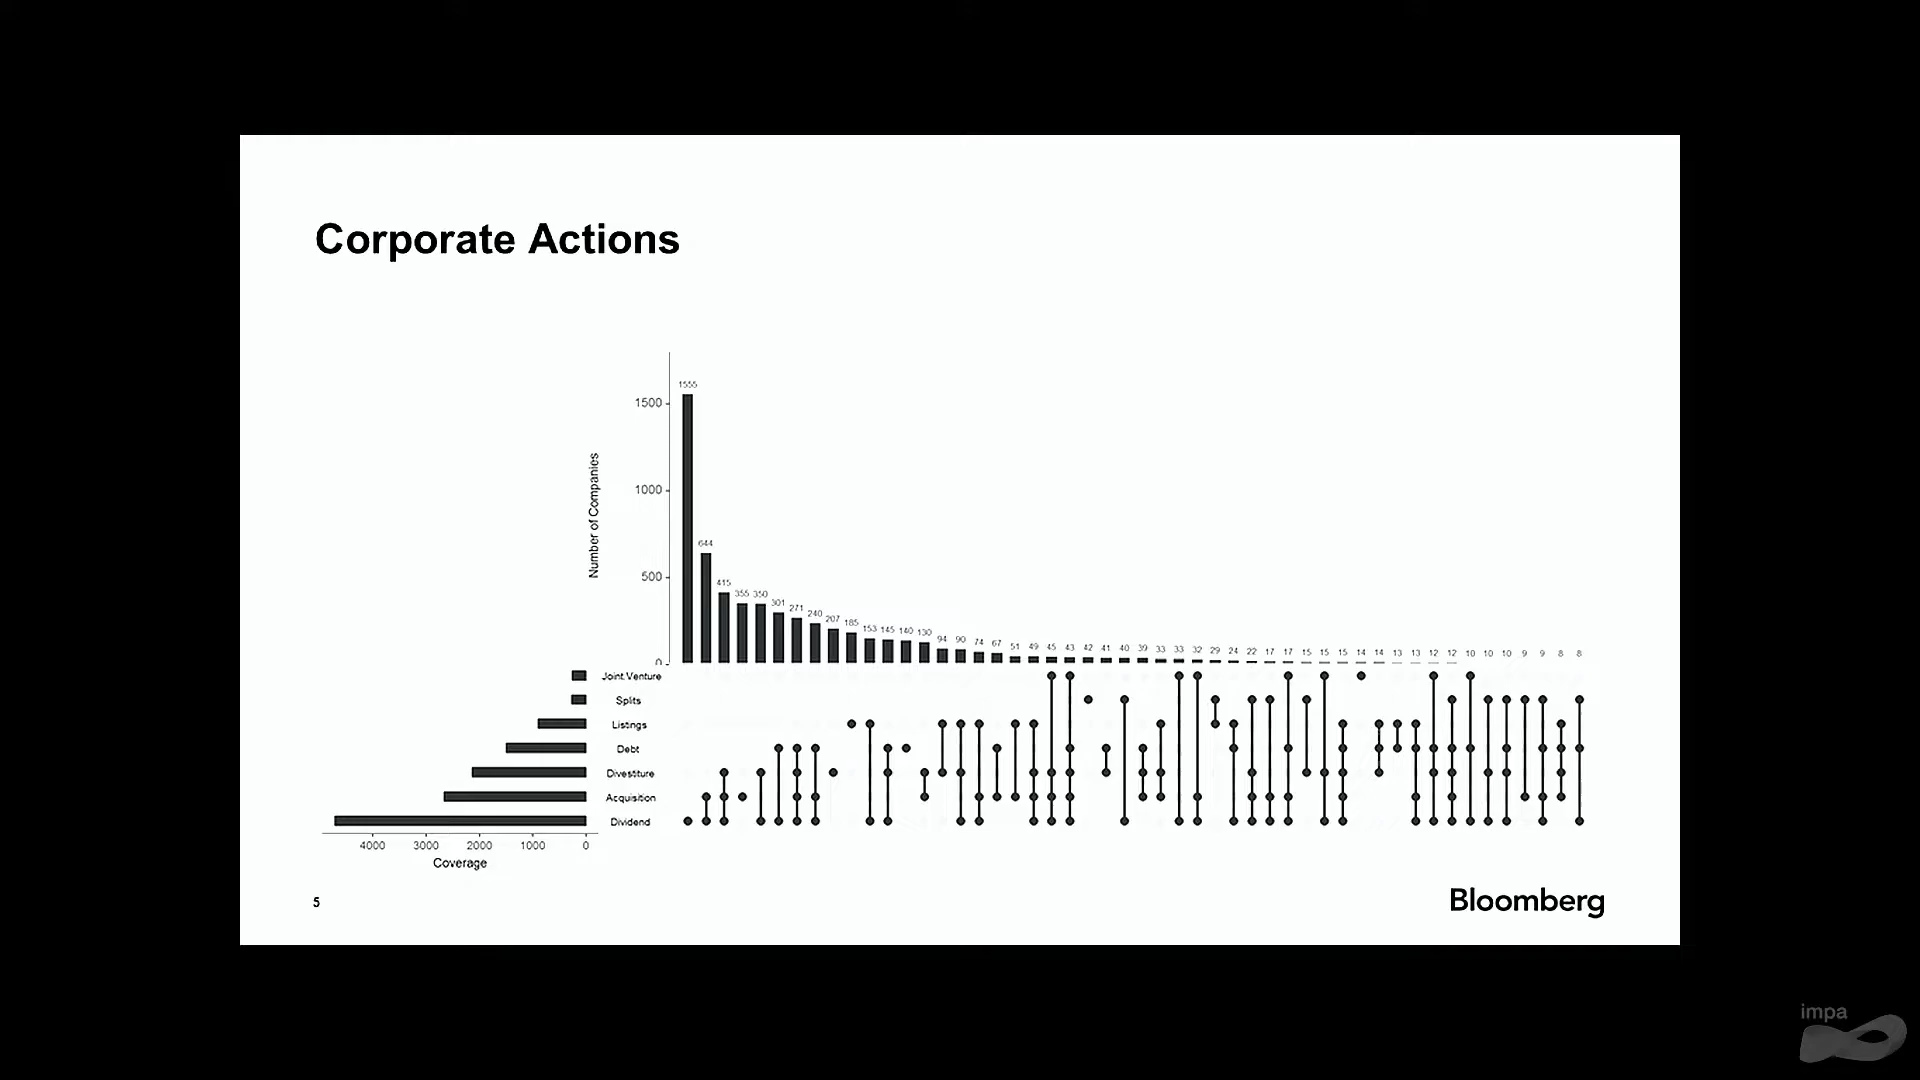 Corporate Actions
1555
1500
1000
500
0
Number of Companies
644
415
355 350
301
271
240
207
185
153 145 140 130
94 90 74 67 51 49 45 43 42 41 40 39 33 33 32 29 24 22 17 17 15 15 15 14 14 13 13 12 12 10 10 10 9 9 8 8
Joint.Venture
Splits
Listings
Debt
Divestiture
Acquisition
Dividend
4000 3000 2000 1000 0
Coverage
5
Bloomberg
impa